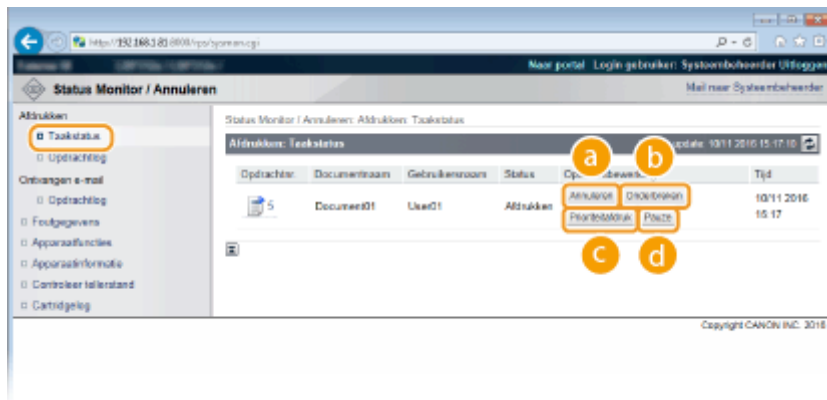 http://192.168.1.81:8000/rps/sysmon.cgi
Naar portal Login gebruiker: Systeembeheerder Uitloggen
Status Monitor / Annuleren
Mail naar Systeembeheerder
Afdrukken
Taakstatus
Opdrachtlog
Ontvangen e-mail
Opdrachtlog
Foutgegevens
Apparaatfuncties
Apparaatinformatie
Controleer tellerstand
Cartridgelog
Status Monitor / Annuleren: Afdrukken: Taakstatus
Afdrukken: Taakstatus
update: 10/11 2016 15:17:10
a b
Opdrachtnr. Documentnaam Gebruikersnaam Status Tijd
5 Document01 User01 Afdrukken Annuleren Onderbreken 10/11 2016
Prioriteitafdruk Pauze 15:17
c d
Copyright CANON INC. 2016